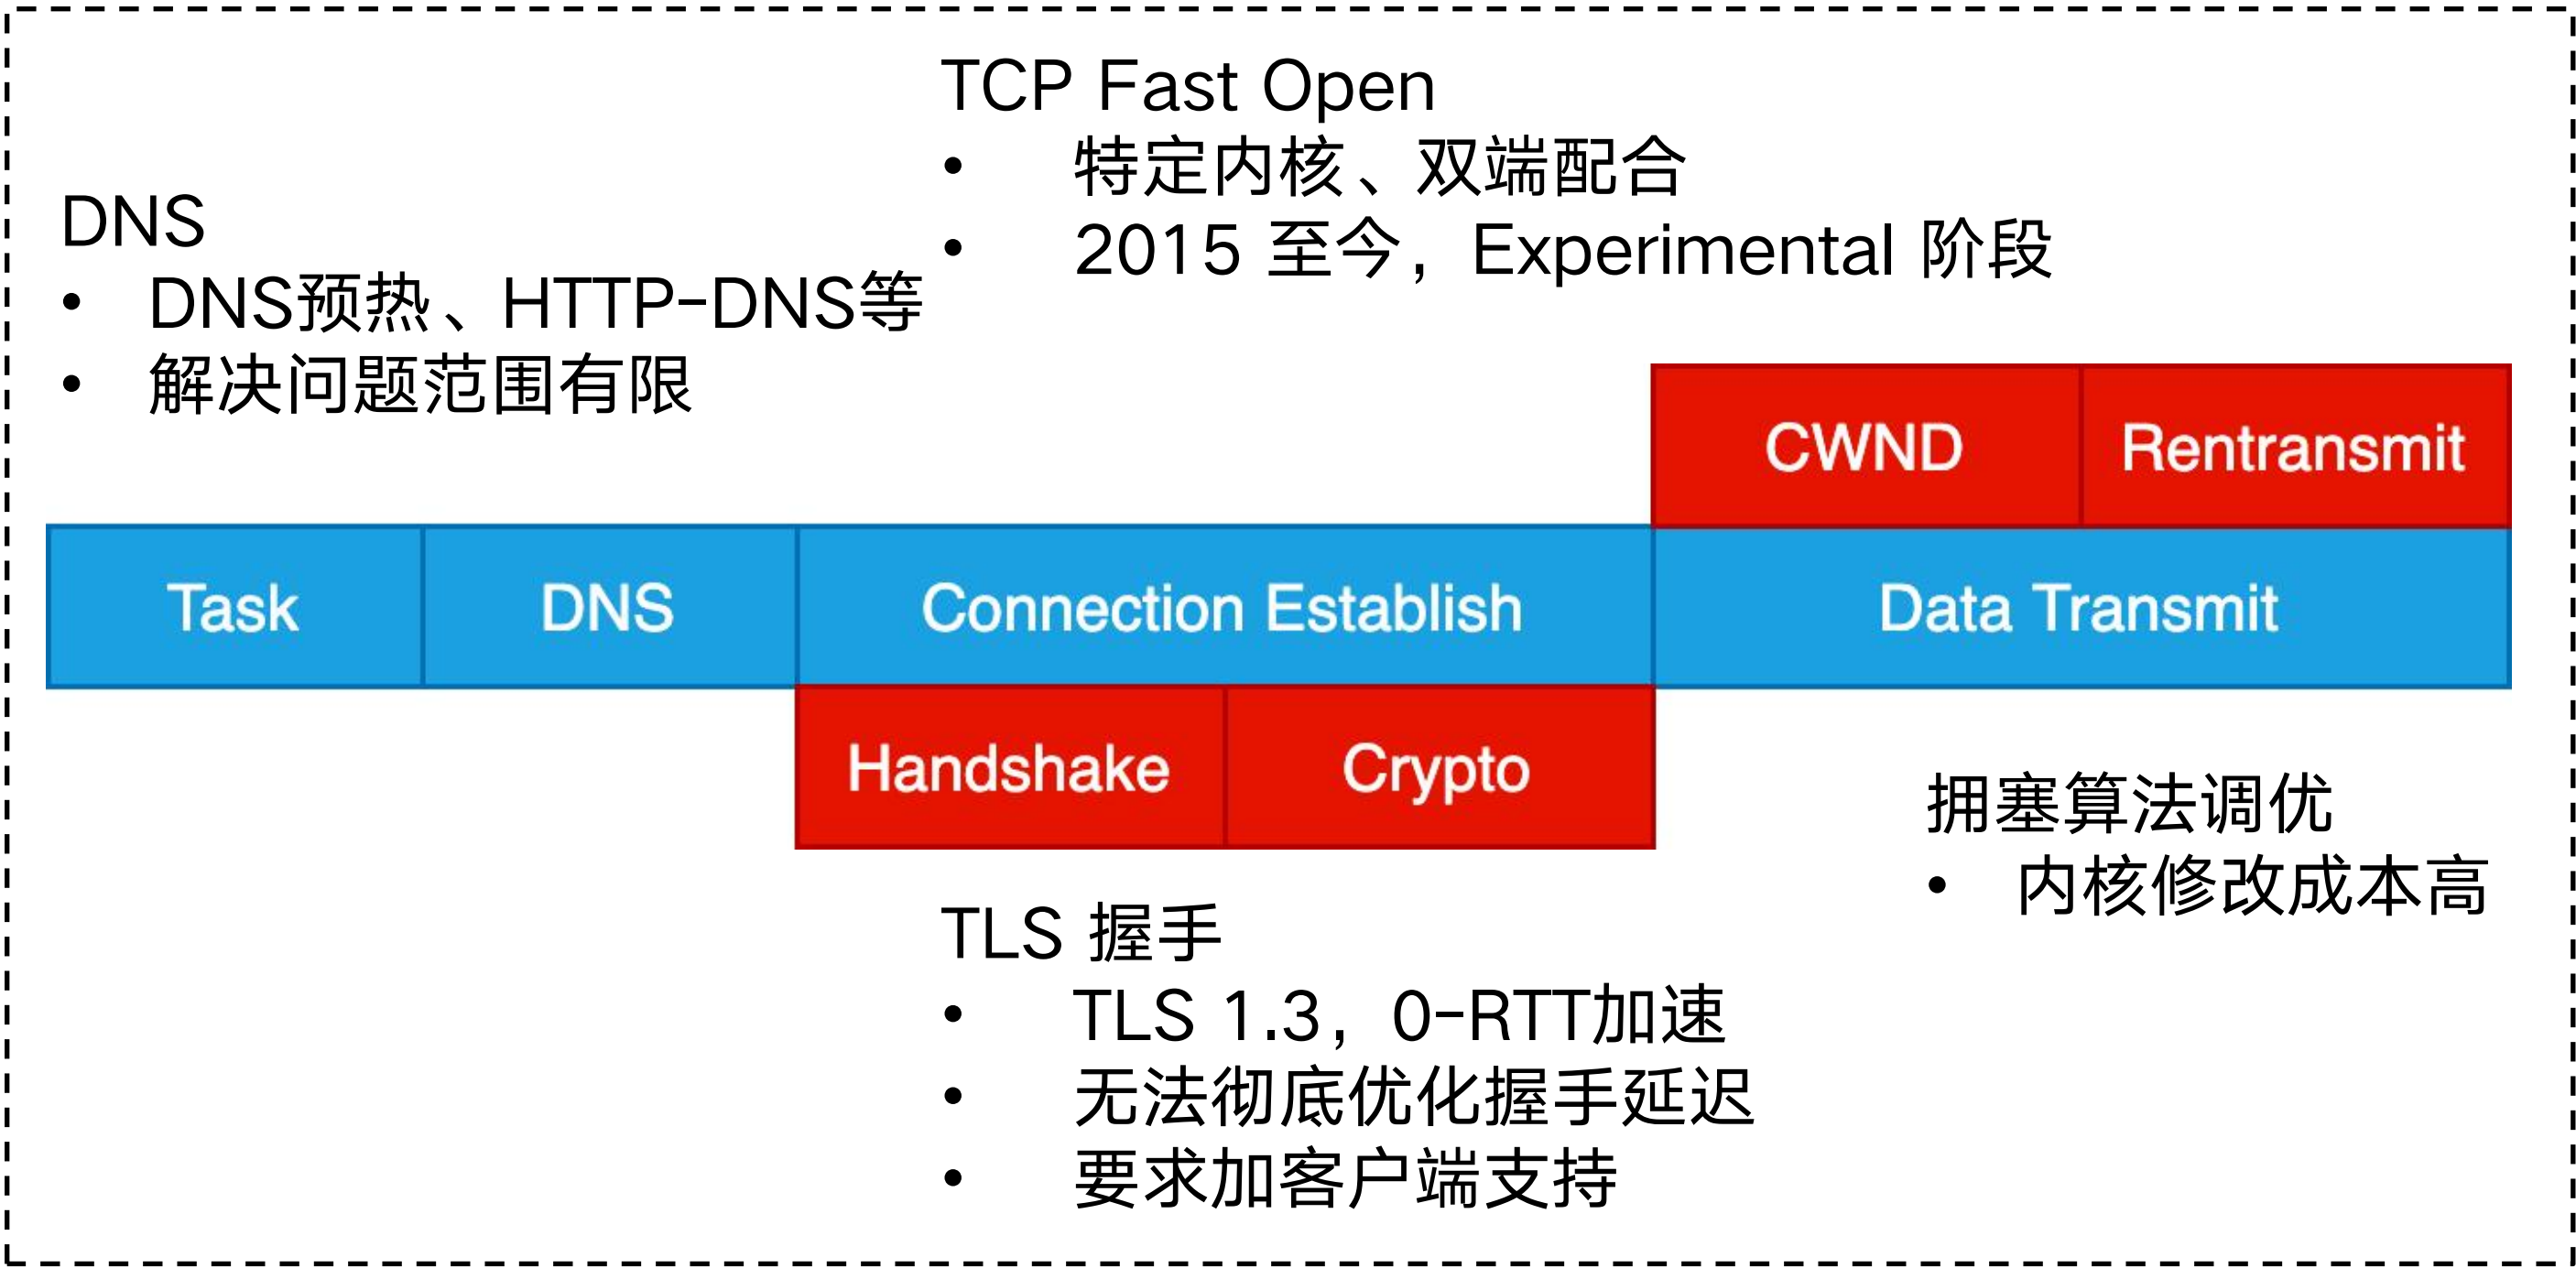 TCP Fast Open
• 特定内核、双端配合
• 2015 至今，Experimental 阶段
DNS
• DNS预热、HTTP-DNS等
• 解决问题范围有限
CWND
Rentransmit
Task
DNS
Connection Establish
Data Transmit
Handshake
Crypto
拥塞算法调优
• 内核修改成本高
TLS 握手
• TLS 1.3，0-RTT加速
• 无法彻底优化握手延迟
• 要求加客户端支持